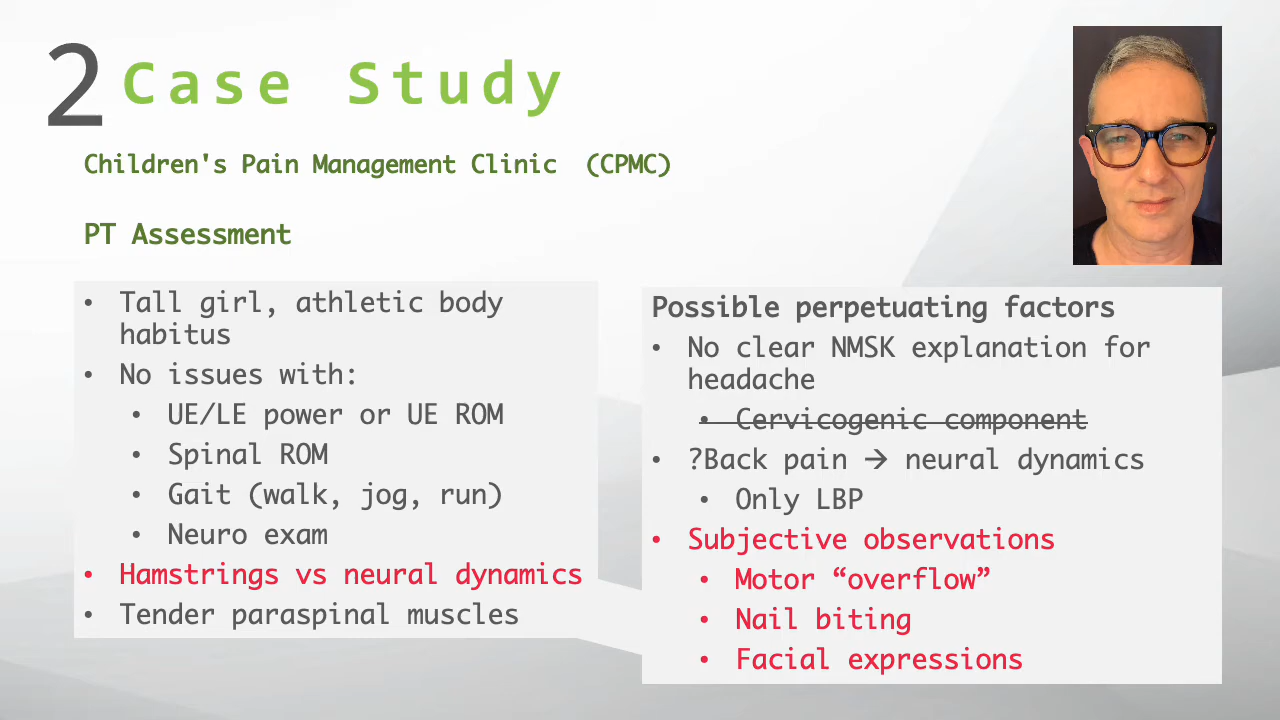 2 Case Study
Children's Pain Management Clinic (CPMC)
PT Assessment
• Tall girl, athletic body
habitus
• No issues with:
• UE/LE power or UE ROM
• Spinal ROM
• Gait (walk, jog, run)
• Neuro exam
• Hamstrings vs neural dynamics
• Tender paraspinal muscles
Possible perpetuating factors
• No clear NMSK explanation for
headache
• Cervicogenic component
• ?Back pain → neural dynamics
• Only LBP
• Subjective observations
• Motor “overflow”
• Nail biting
• Facial expressions